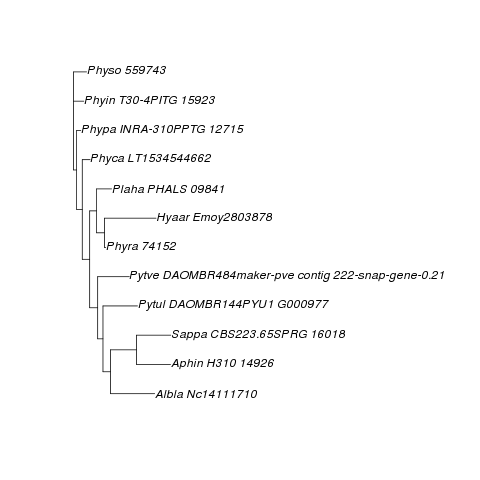 Physo 559743
Phyin T30-4PITG 15923
Phypa INRA-310PPTG 12715
Phyca LT1534544662
Plaha PHALS 09841
Hyaar Emoy2803878
Phyra 74152
Pytve DAOMBR484maker-pve contig 222-snap-gene-0.21
Pytul DAOMBR144PYU1 G000977
Sappa CBS223.65SPRG 16018
Aphin H310 14926
Albla Nc14111710